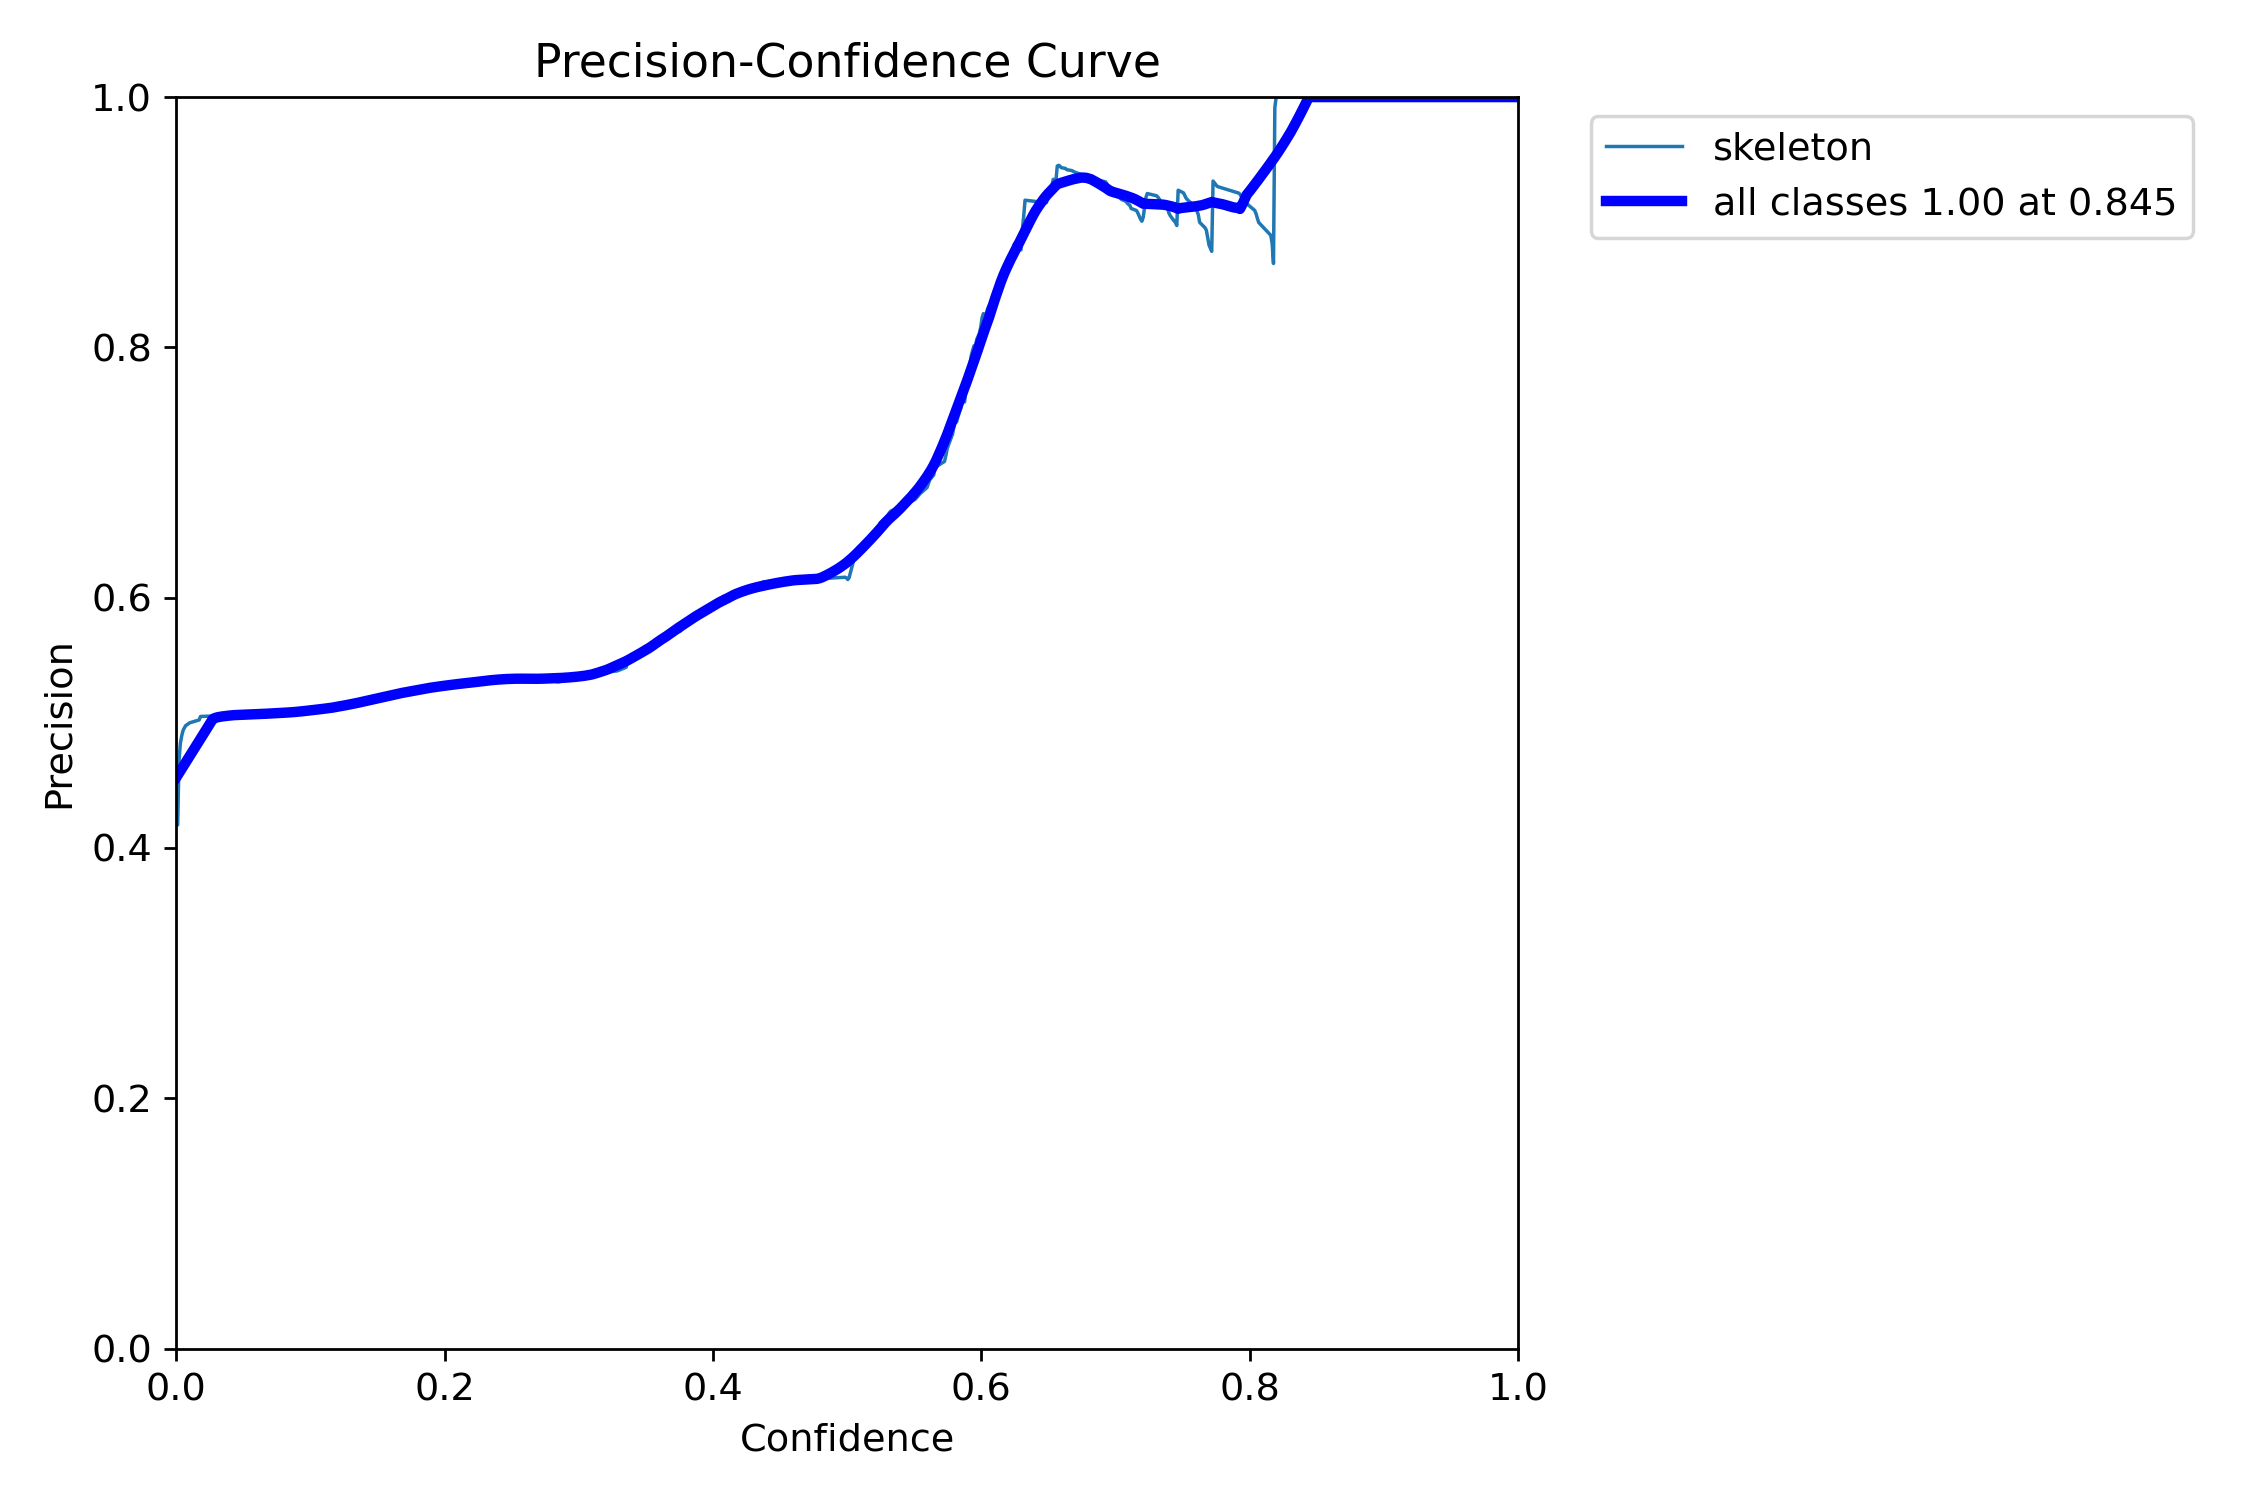 Precision-Confidence Curve
1.0
0.8
0.6
0.4
0.2
0.0
Precision
0.0 0.2 0.4 0.6 0.8 1.0
Confidence
skeleton
all classes 1.00 at 0.845